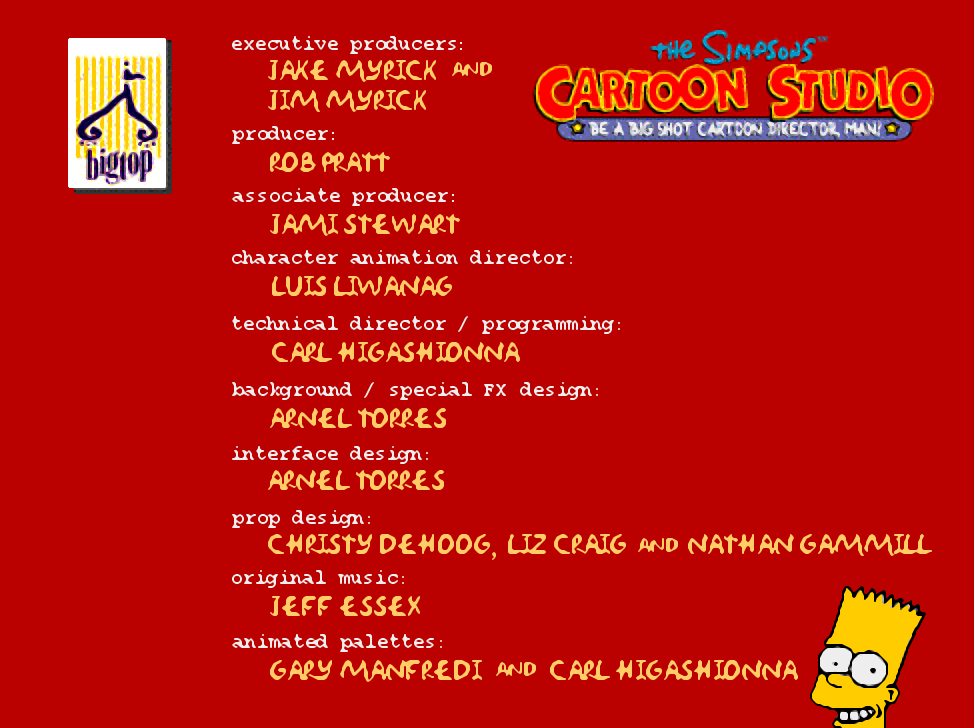 bigtop
THE SIMPSONS™
CARTOON STUDIO
BE A BIG SHOT CARTOON DIRECTOR, MAN!
executive producers:
JAKE MYRICK AND
JIM MYRICK
producer:
ROB PRATT
associate producer:
JAMI STEWART
character animation director:
LUIS LIWANAG
technical director / programming:
CARL HIGASHIONNA
background / special FX design:
ARNEL TORRES
interface design:
ARNEL TORRES
prop design:
CHRISTY DEHOOG, LIZ CRAIG AND NATHAN GAMMILL
original music:
JEFF ESSEX
animated palettes:
GARY MANFREDI AND CARL HIGASHIONNA